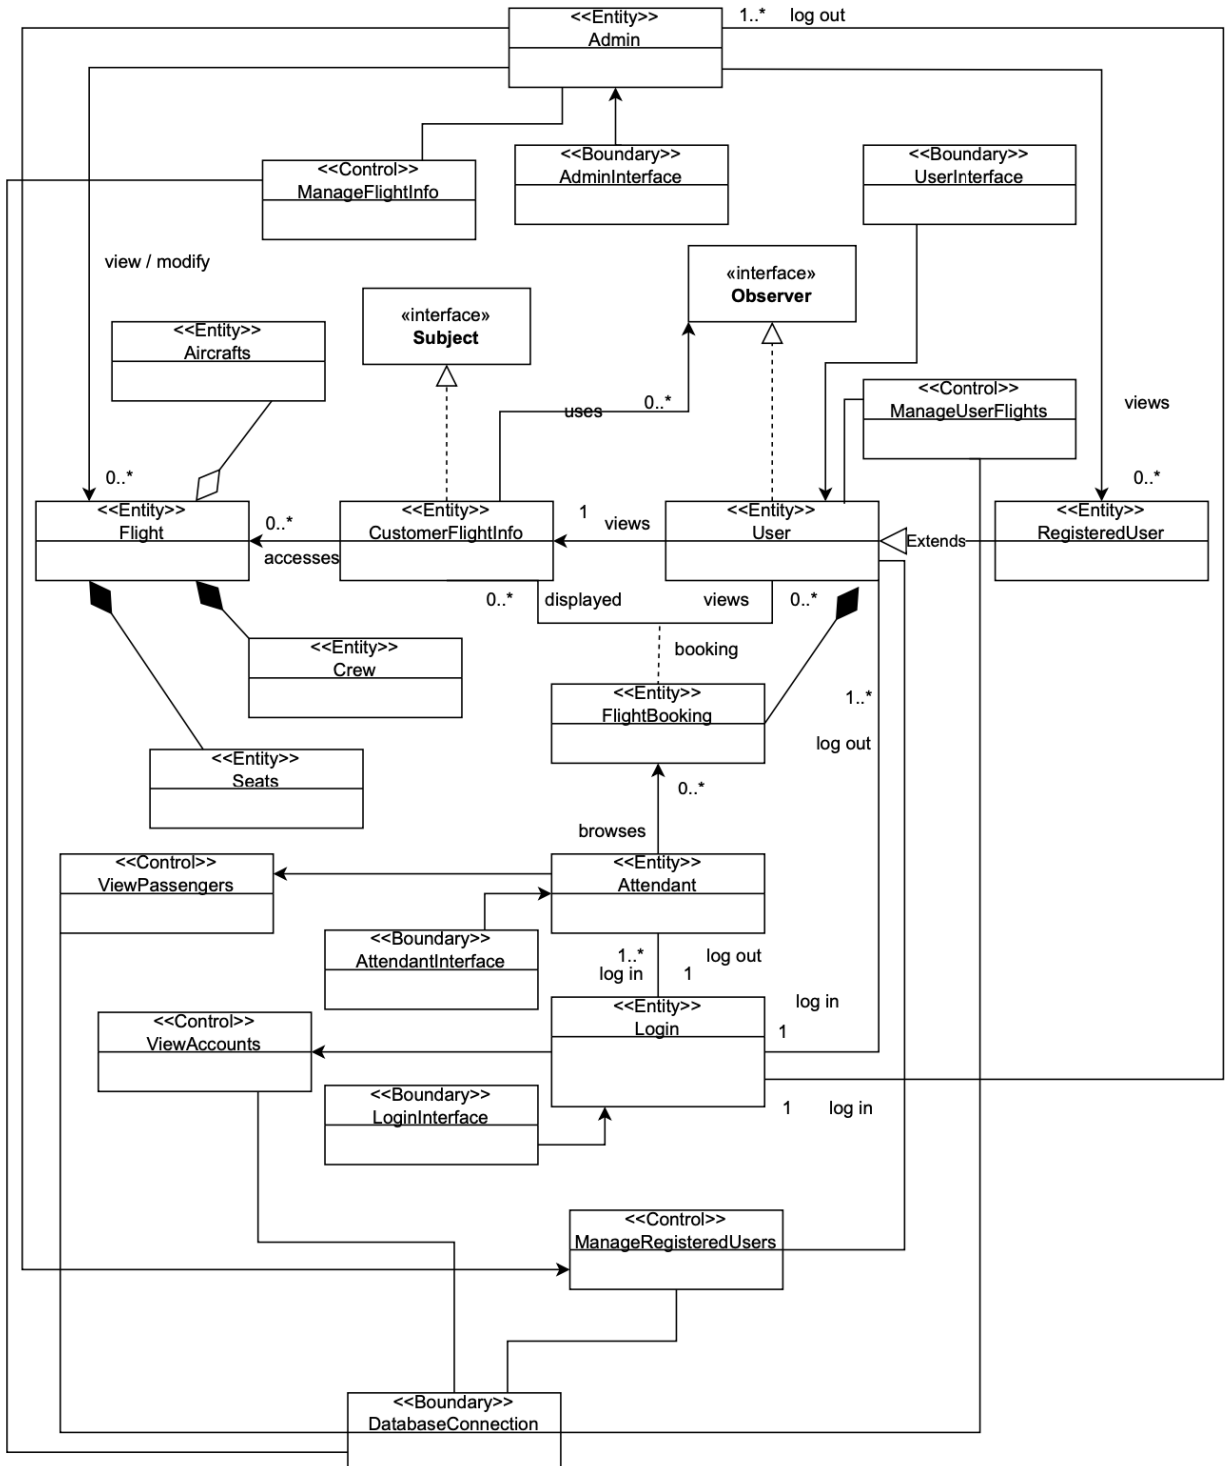 <<Entity>>
Admin
1..*
log out
<<Control>>
ManageFlightInfo
<<Boundary>>
AdminInterface
<<Boundary>>
UserInterface
view / modify
«interface»
Observer
«interface»
Subject
<<Entity>>
Aircrafts
<<Control>>
ManageUserFlights
uses
0..*
views
0..*
0..*
<<Entity>>
Flight
0..*
accesses
<<Entity>>
CustomerFlightInfo
1
views
<<Entity>>
User
Extends
<<Entity>>
RegisteredUser
0..*
displayed
views
0..*
<<Entity>>
Crew
booking
<<Entity>>
FlightBooking
1..*
log out
<<Entity>>
Seats
0..*
browses
<<Control>>
ViewPassengers
<<Entity>>
Attendant
<<Boundary>>
AttendantInterface
1..*
log in
1
log out
<<Entity>>
Login
log in
1
<<Control>>
ViewAccounts
<<Boundary>>
LoginInterface
1
log in
<<Control>>
ManageRegisteredUsers
<<Boundary>>
DatabaseConnection